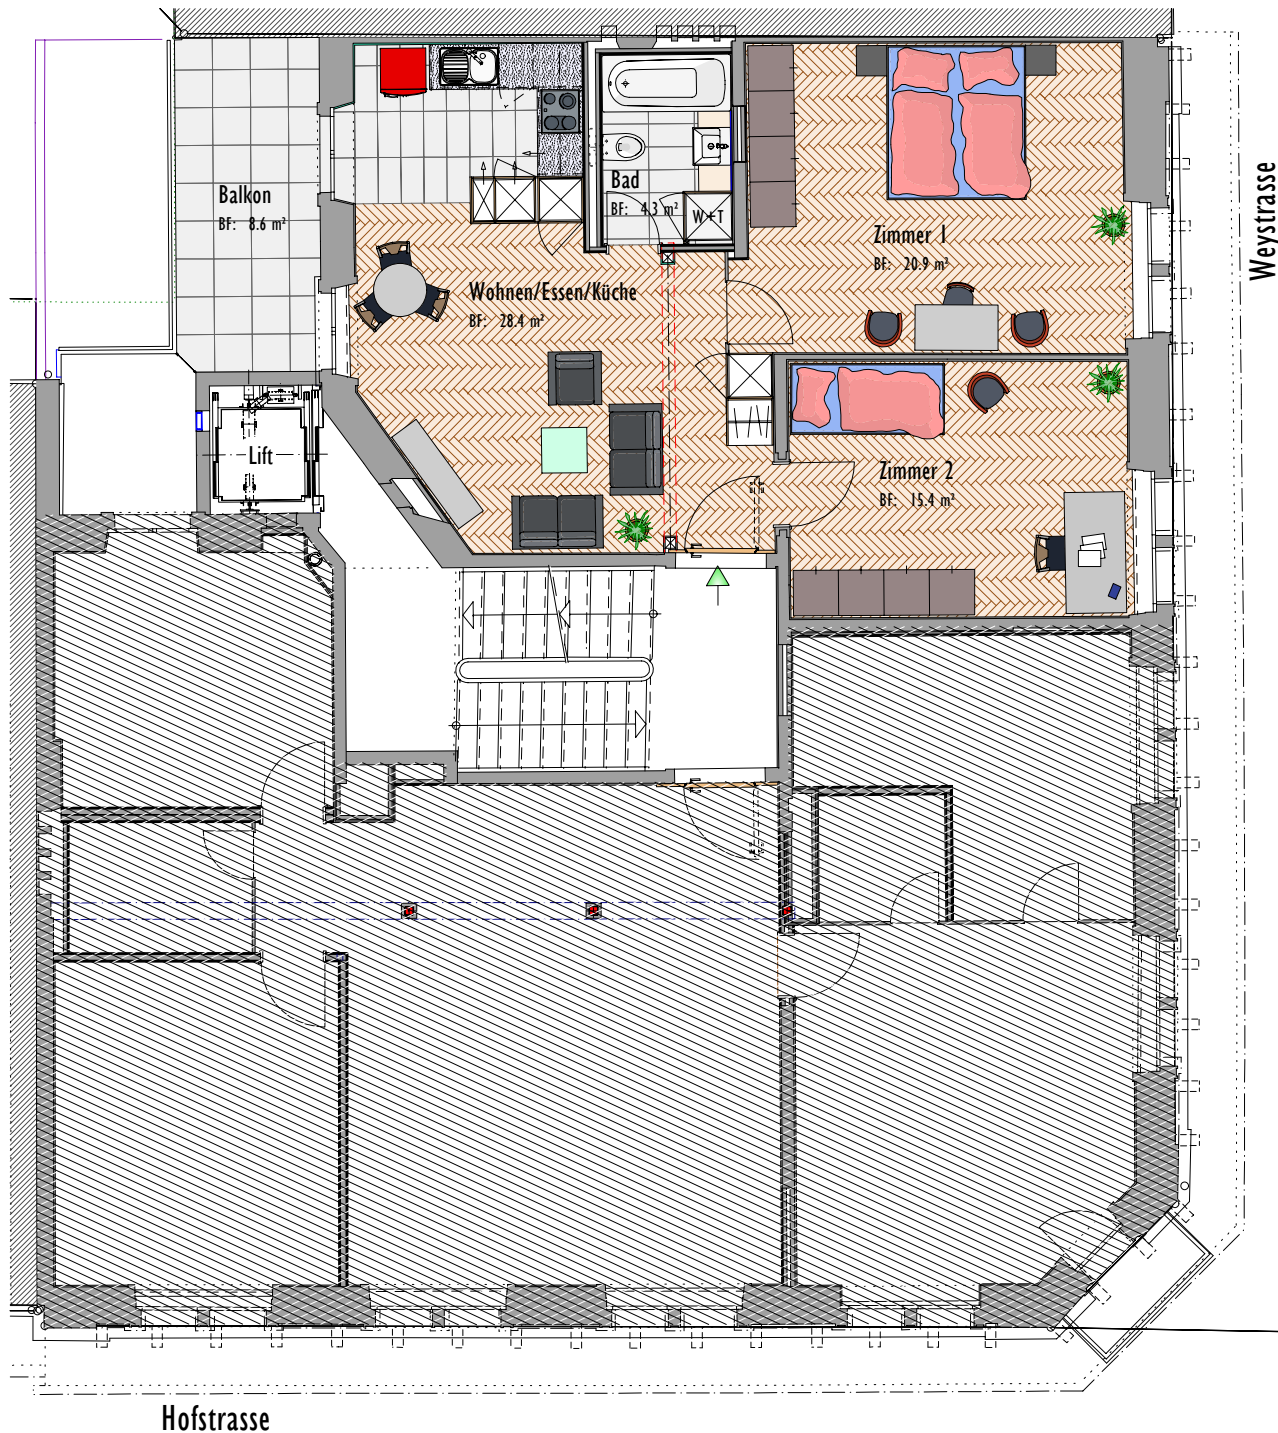 Balkon
BF: 8.6 m²
Bad
BF: 4.3 m²
W+T
Zimmer 1
BF: 20.9 m²
Wohnen/Essen/Küche
BF: 28.4 m²
Lift
Zimmer 2
BF: 15.4 m²
Weystrasse
Hofstrasse